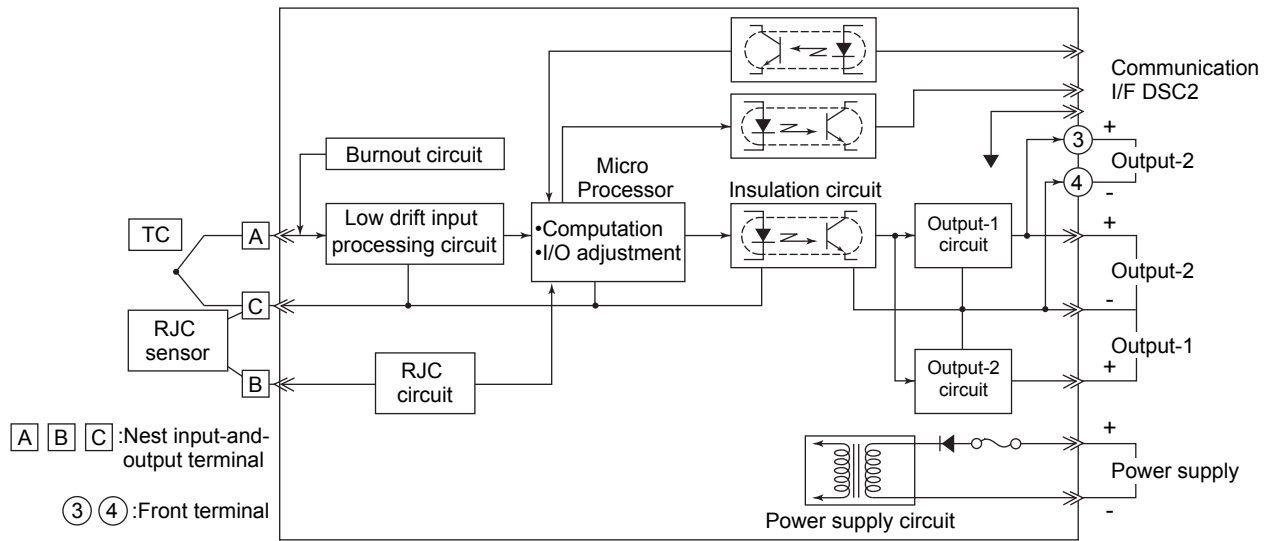 Communication
I/F DSC2
3
+
Output-2
4
-
Burnout circuit
Micro
Processor
Insulation circuit
TC
A
Low drift input
processing circuit
•Computation
•I/O adjustment
Output-1
circuit
+
Output-2
C
-
RJC
sensor
Output-1
B
RJC
circuit
Output-2
circuit
+
A B C :Nest input-and-
output terminal
+
Power supply
-
3 4 :Front terminal
Power supply circuit